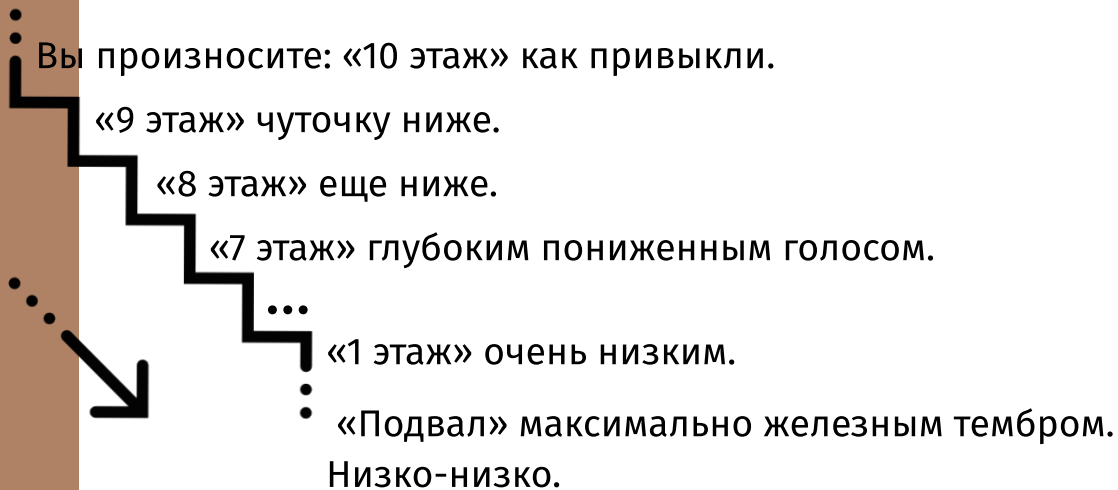 Вы произносите: «10 этаж» как привыкли.
«9 этаж» чуточку ниже.
«8 этаж» еще ниже.
«7 этаж» глубоким пониженным голосом.
...
«1 этаж» очень низким.
«Подвал» максимально железным тембром.
Низко-низко.